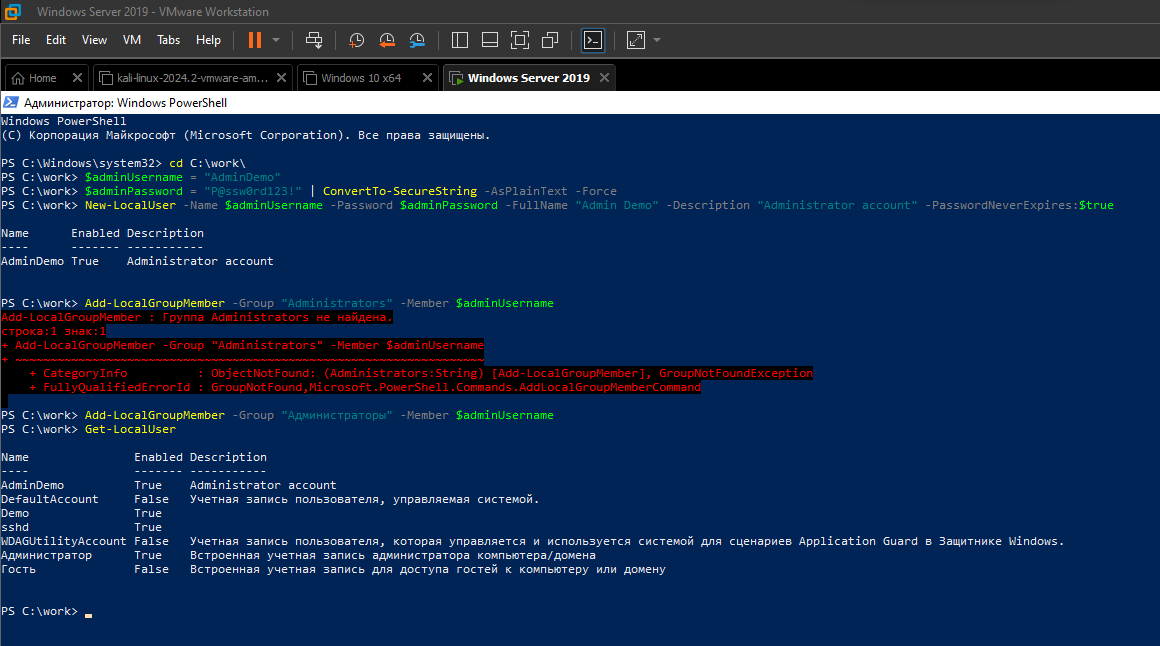 Windows Server 2019 - VMware Workstation
File Edit View VM Tabs Help
Home kali-linux-2024.2-vmware-am... Windows 10 x64 Windows Server 2019
Администратор: Windows PowerShell
Windows PowerShell
(C) Корпорация Майкрософт (Microsoft Corporation). Все права защищены.
PS C:\Windows\system32> cd C:\work\
PS C:\work> $adminUsername = "AdminDemo"
PS C:\work> $adminPassword = "P@ssw0rd123!" | ConvertTo-SecureString -AsPlainText -Force
PS C:\work> New-LocalUser -Name $adminUsername -Password $adminPassword -FullName "Admin Demo" -Description "Administrator account" -PasswordNeverExpires:$true
Name      Enabled Description
----      ------- -----------
AdminDemo True    Administrator account
PS C:\work> Add-LocalGroupMember -Group "Administrators" -Member $adminUsername
Add-LocalGroupMember : Группа Administrators не найдена.
строка:1 знак:1
+ Add-LocalGroupMember -Group "Administrators" -Member $adminUsername
+ ~~~~~~~~~~~~~~~~~~~~~~~~~~~~~~~~~~~~~~~~~~~~~~~~~~~~~~~~~~~~~~~~~~~
    + CategoryInfo          : ObjectNotFound: (Administrators:String) [Add-LocalGroupMember], GroupNotFoundException
    + FullyQualifiedErrorId : GroupNotFound,Microsoft.PowerShell.Commands.AddLocalGroupMemberCommand
PS C:\work> Add-LocalGroupMember -Group "Администраторы" -Member $adminUsername
PS C:\work> Get-LocalUser
Name               Enabled Description
----               ------- -----------
AdminDemo          True    Administrator account
DefaultAccount     False   Учетная запись пользователя, управляемая системой.
Demo               True
sshd               True
WDAGUtilityAccount False   Учетная запись пользователя, которая управляется и используется системой для сценариев Application Guard в Защитнике Windows.
Администратор      True    Встроенная учетная запись администратора компьютера/домена
Гость              False   Встроенная учетная запись для доступа гостей к компьютеру или домену
PS C:\work>